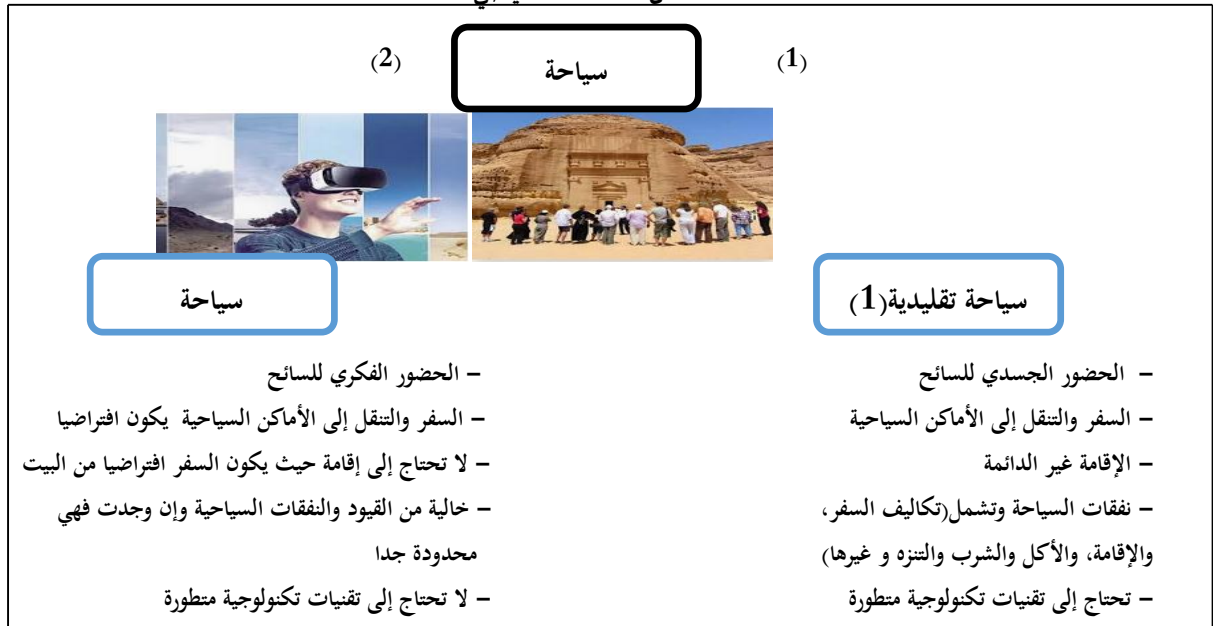 (1) سياحة (2)
سياحة تقليدية(1)
– الحضور الجسدي للسائح
– السفر والتنقل إلى الأماكن السياحية
– الإقامة غير الدائمة
– نفقات السياحة وتشمل(تكاليف السفر،
والإقامة، والأكل والشرب والتنزه و غيرها)
– تحتاج إلى تقنيات تكنولوجية متطورة
سياحة
– الحضور الفكري للسائح
– السفر والتنقل إلى الأماكن السياحية يكون افتراضيا
– لا تحتاج إلى إقامة حيث يكون السفر افتراضيا من البيت
– خالية من القيود والنفقات السياحية وإن وجدت فهي
محدودة جدا
– لا تحتاج إلى تقنيات تكنولوجية متطورة